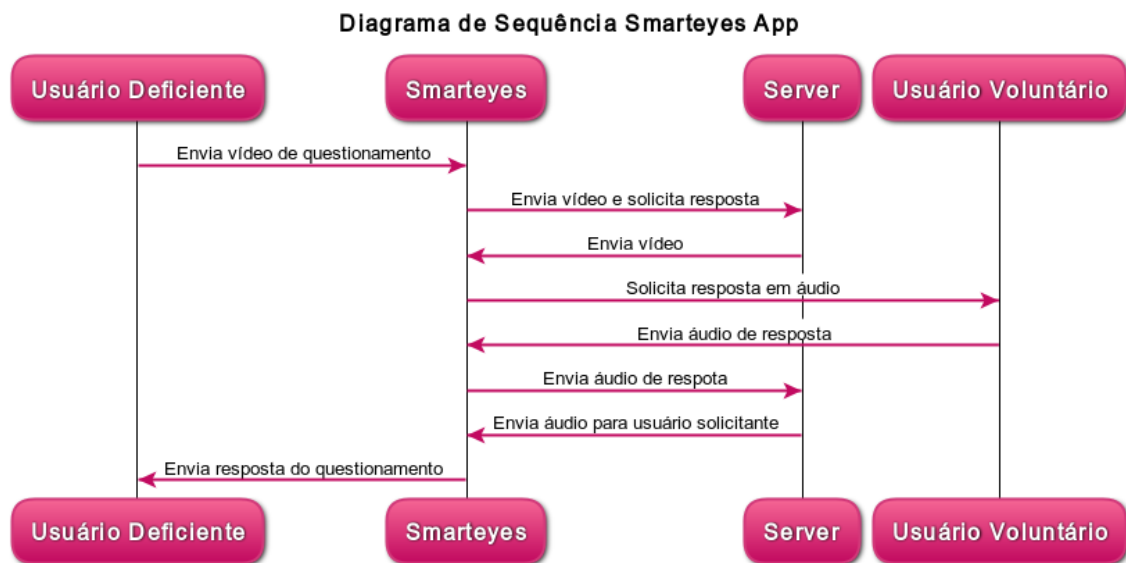 Diagrama de Sequência Smarteyes App
Usuário Deficiente
Smarteyes
Server
Usuário Voluntário
Envia vídeo de questionamento
Envia vídeo e solicita resposta
Envia vídeo
Solicita resposta em áudio
Envia áudio de resposta
Envia áudio de respota
Envia áudio para usuário solicitante
Envia resposta do questionamento
Usuário Deficiente
Smarteyes
Server
Usuário Voluntário